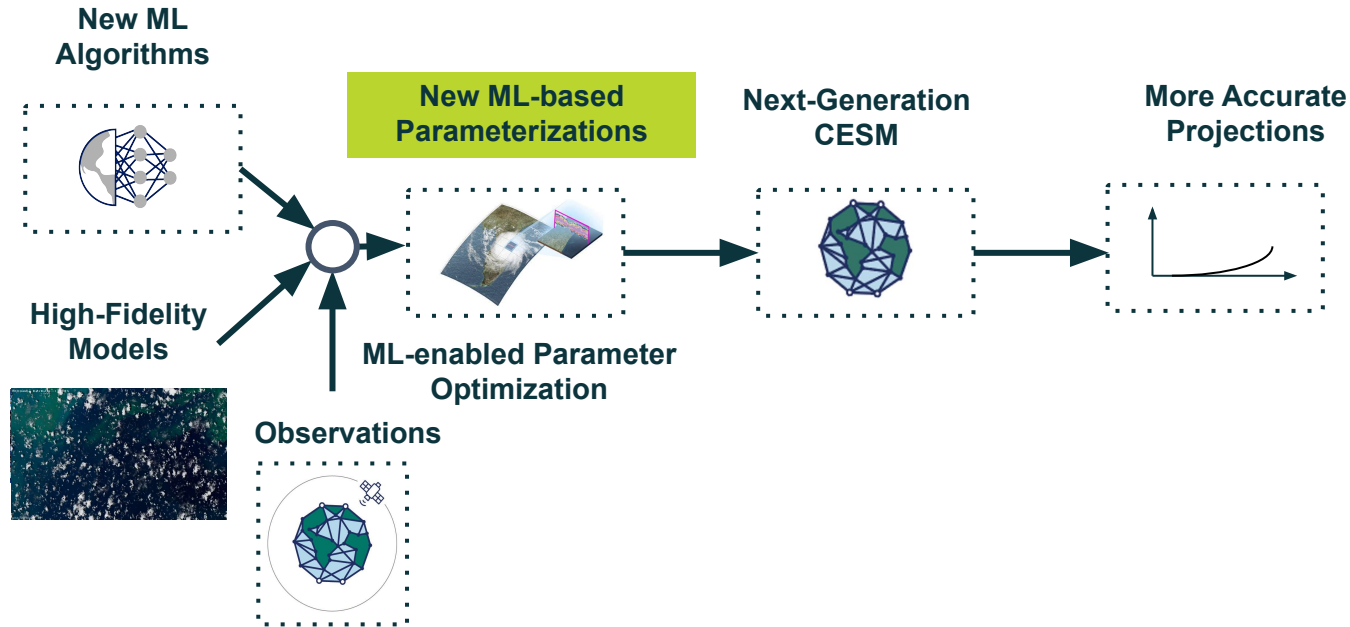 New ML
Algorithms
New ML-based
Parameterizations
Next-Generation
CESM
More Accurate
Projections
High-Fidelity
Models
ML-enabled Parameter
Optimization
Observations